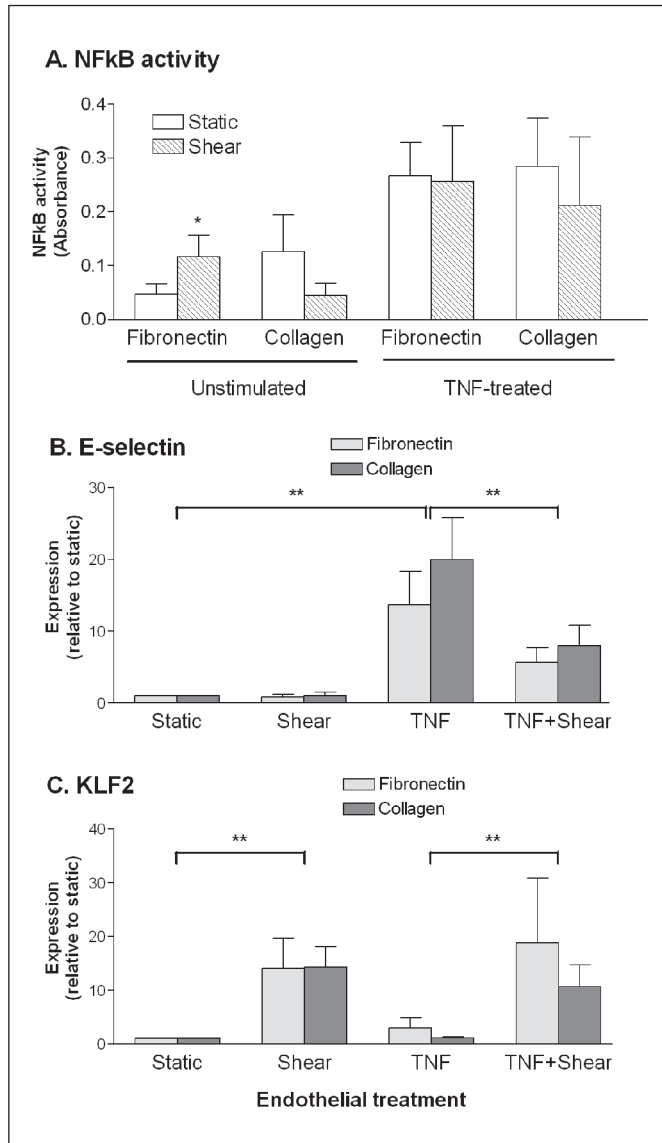 A. NFkB activity
Static
Shear
NFkB activity
(Absorbance)
0.4
0.3
0.2
0.1
0.0
*
Fibronectin Collagen Fibronectin Collagen
Unstimulated TNF-treated
B. E-selectin
Fibronectin
Collagen
Expression
(relative to static)
30
20
10
0
** **
Static Shear TNF TNF+Shear
C. KLF2
Fibronectin
Collagen
Expression
(relative to static)
40
30
20
10
0
** **
Static Shear TNF TNF+Shear
Endothelial treatment